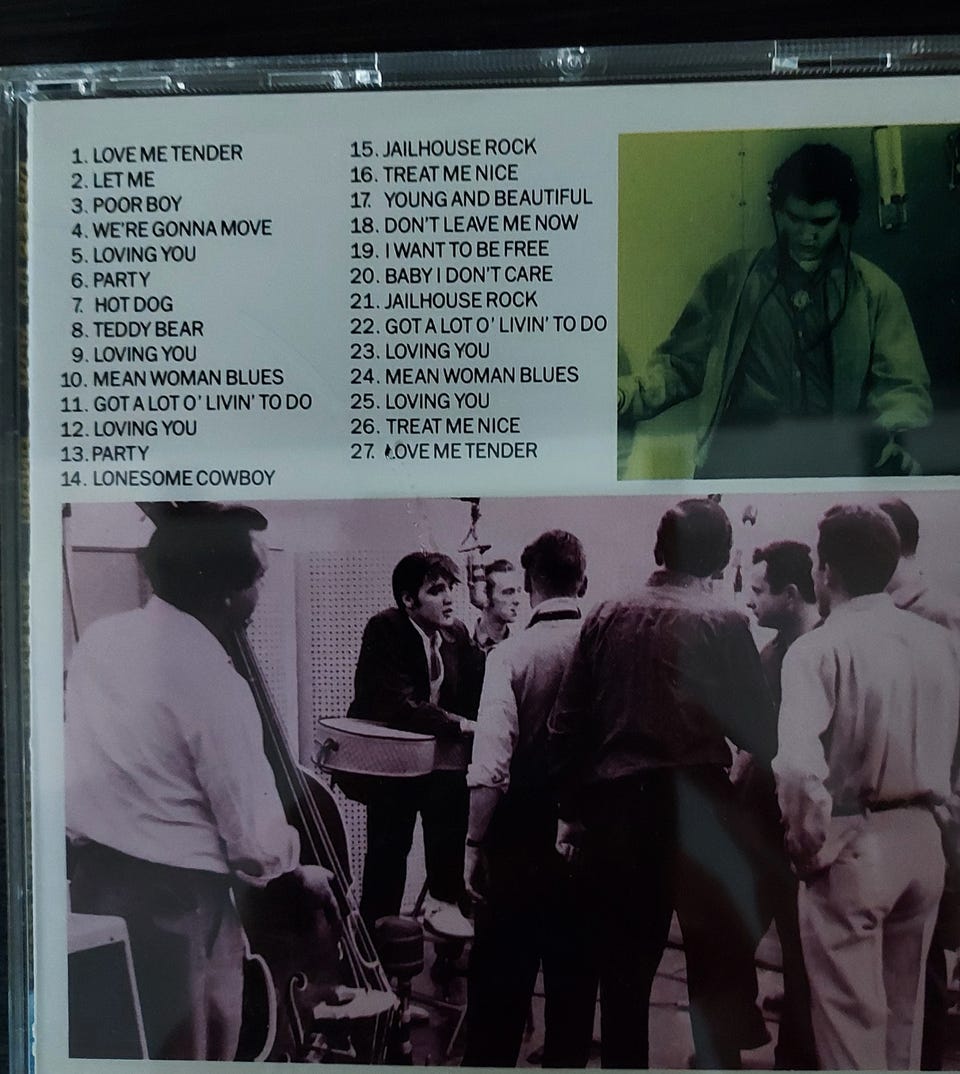 1. LOVE ME TENDER
2. LET ME
3. POOR BOY
4. WE'RE GONNA MOVE
5. LOVING YOU
6. PARTY
7. HOT DOG
8. TEDDY BEAR
9. LOVING YOU
10. MEAN WOMAN BLUES
11. GOT A LOT O' LIVIN' TO DO
12. LOVING YOU
13. PARTY
14. LONESOME COWBOY
15. JAILHOUSE ROCK
16. TREAT ME NICE
17. YOUNG AND BEAUTIFUL
18. DON'T LEAVE ME NOW
19. I WANT TO BE FREE
20. BABY I DON'T CARE
21. JAILHOUSE ROCK
22. GOT A LOT O' LIVIN' TO DO
23. LOVING YOU
24. MEAN WOMAN BLUES
25. LOVING YOU
26. TREAT ME NICE
27. LOVE ME TENDER